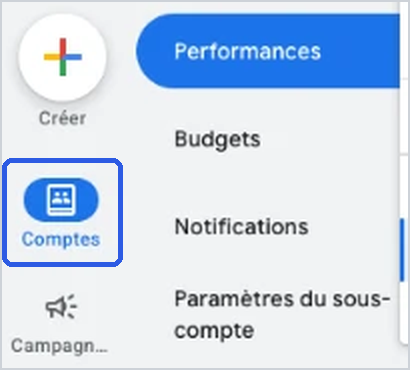 Créer
Comptes
Campagn...
Performances
Budgets
Notifications
Paramètres du sous-
compte